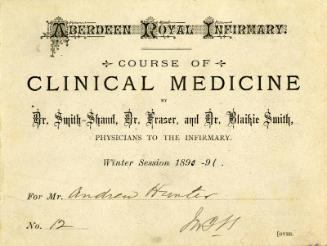 Aberdeen Royal Infirmary.
COURSE OF
CLINICAL MEDICINE
BY
Dr. Smith-Shand, Dr. Fraser, and Dr. Blaikie Smith,
PHYSICIANS TO THE INFIRMARY.
Winter Session 1890-91.
For Mr. Andrew Hunter
No. 12
[OVER.